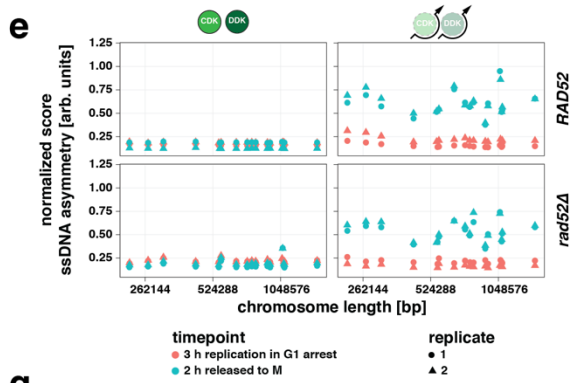 e
CDK DDK CDK DDK
normalized score
ssDNA asymmetry [arb. units]
1.25
1.00
0.75
0.50
0.25
RAD52
1.25
1.00
0.75
0.50
0.25
rad52Δ
262144 524288 1048576 262144 524288 1048576
chromosome length [bp]
timepoint replicate
3 h replication in G1 arrest 1
2 h released to M 2